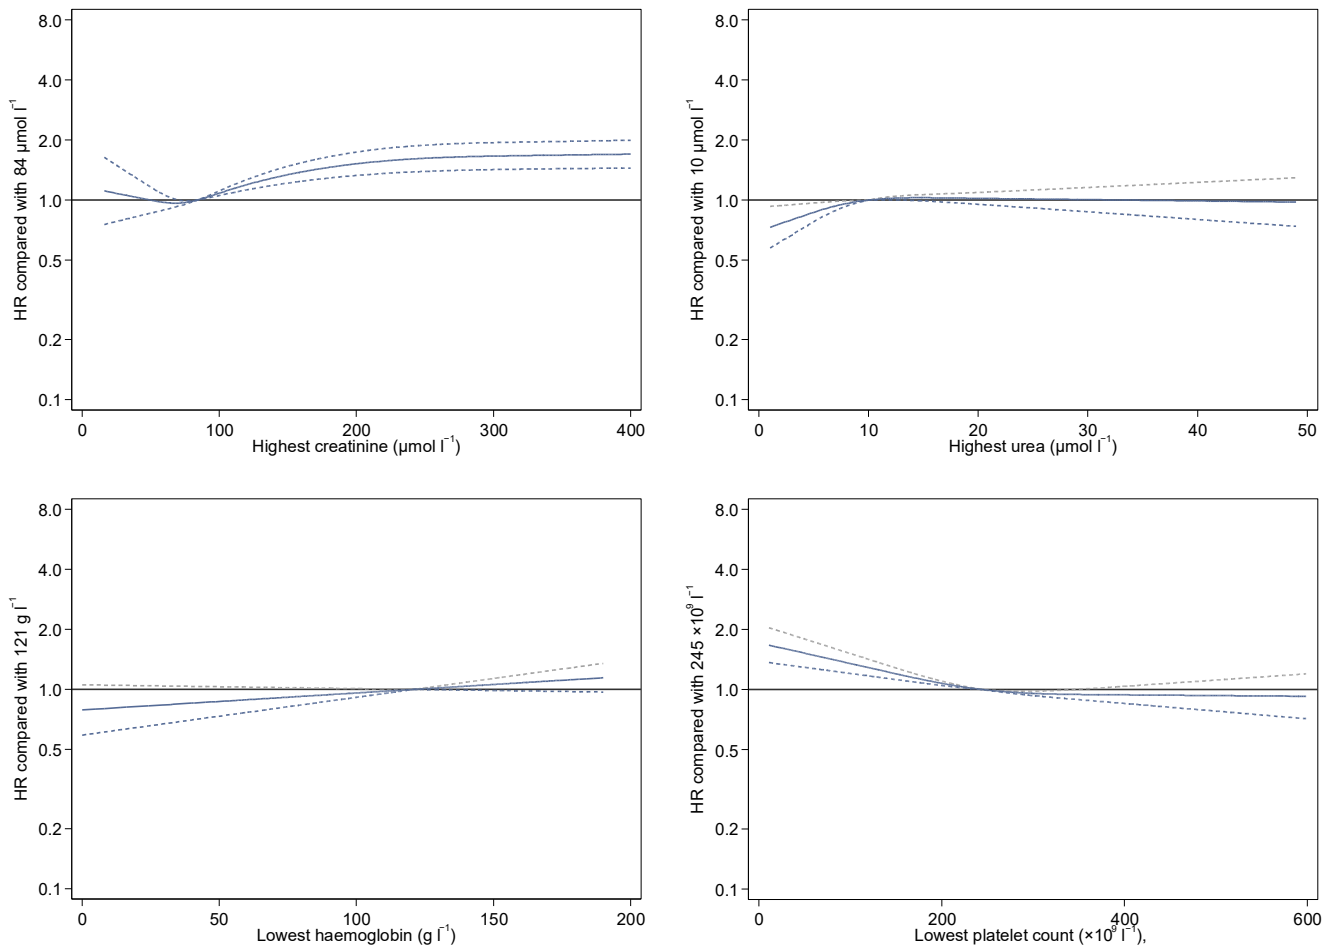 HR compared with 84 µmol l⁻¹
8.0
4.0
2.0
1.0
0.5
0.2
0.1
0 100 200 300 400
Highest creatinine (µmol l⁻¹)
HR compared with 10 µmol l⁻¹
8.0
4.0
2.0
1.0
0.5
0.2
0.1
0 10 20 30 40 50
Highest urea (µmol l⁻¹)
HR compared with 121 g l⁻¹
8.0
4.0
2.0
1.0
0.5
0.2
0.1
0 50 100 150 200
Lowest haemoglobin (g l⁻¹)
HR compared with 245 ×10⁹ l⁻¹
8.0
4.0
2.0
1.0
0.5
0.2
0.1
0 200 400 600
Lowest platelet count (×10⁹ l⁻¹),